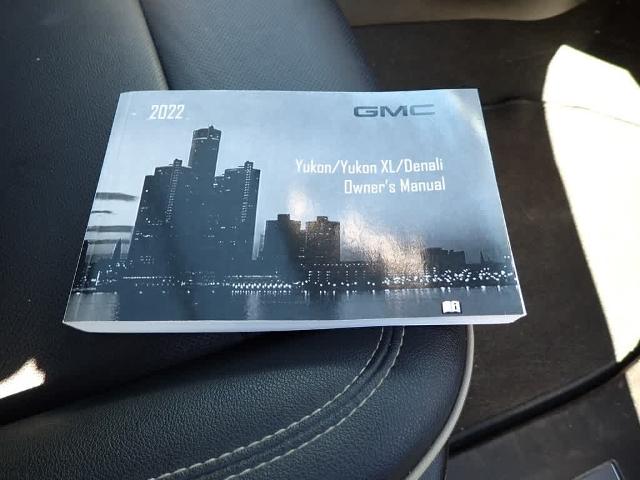 2022
GMC
Yukon/Yukon XL/Denali
Owner's Manual